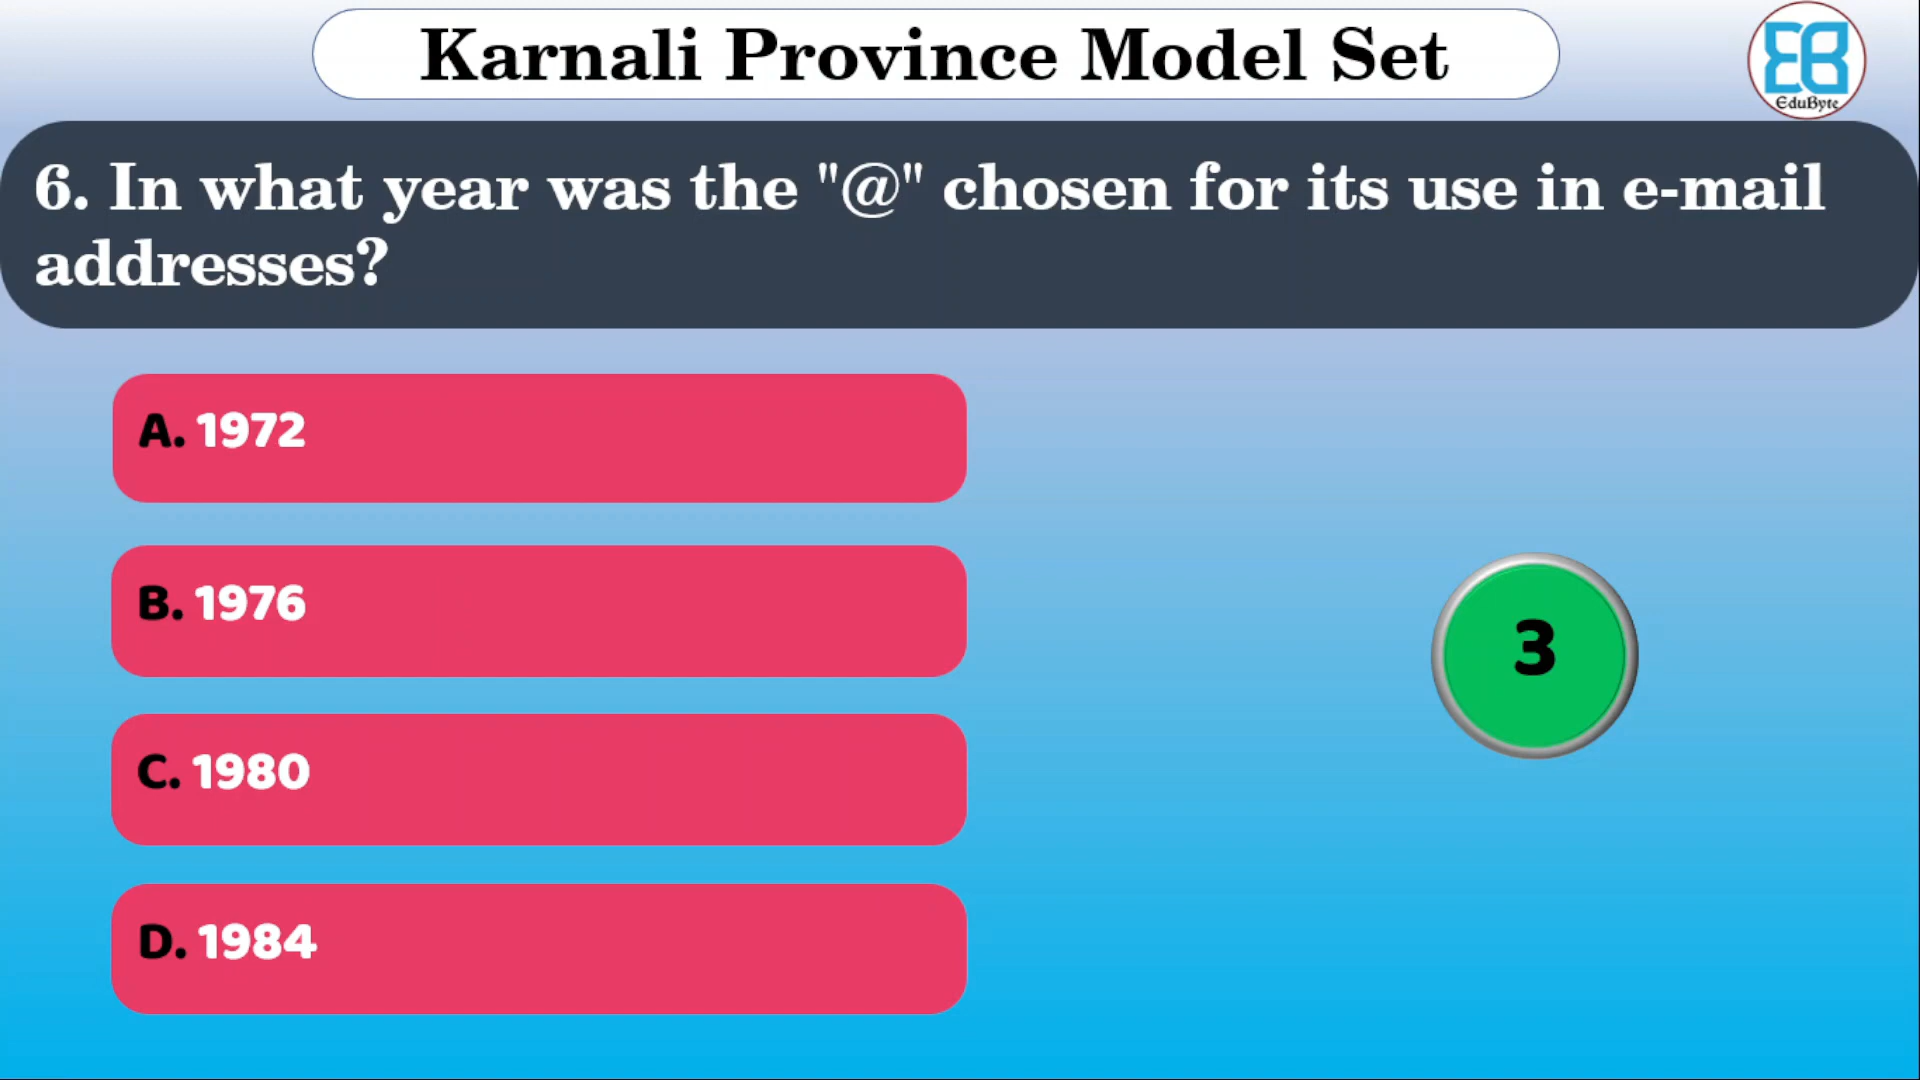 Karnali Province Model Set
EduByte
6. In what year was the "@" chosen for its use in e-mail
addresses?
A. 1972
B. 1976
C. 1980
D. 1984
3